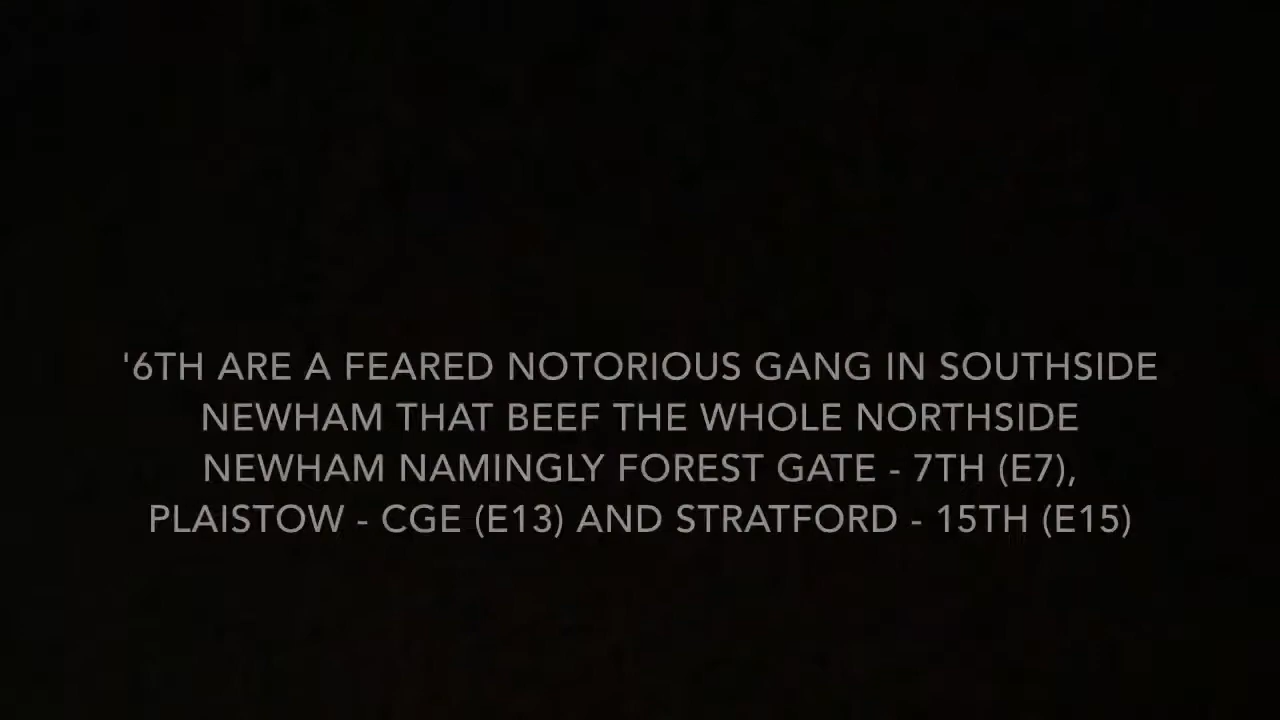 '6TH ARE A FEARED NOTORIOUS GANG IN SOUTHSIDE
NEWHAM THAT BEEF THE WHOLE NORTHSIDE
NEWHAM NAMINGLY FOREST GATE - 7TH (E7),
PLAISTOW - CGE (E13) AND STRATFORD - 15TH (E15)